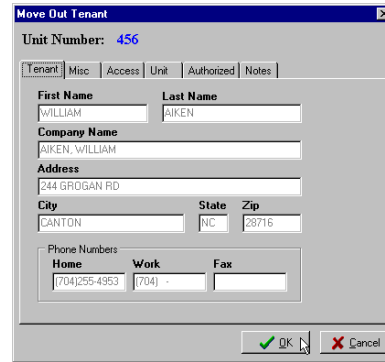 Move Out Tenant
Unit Number: 456
Tenant Misc Access Unit Authorized Notes
First Name Last Name
WILLIAM AIKEN
Company Name
AIKEN, WILLIAM
Address
244 GROGAN RD
City State Zip
CANTON NC 28716
Phone Numbers
Home Work Fax
(704)255-4953 (704) -
OK Cancel